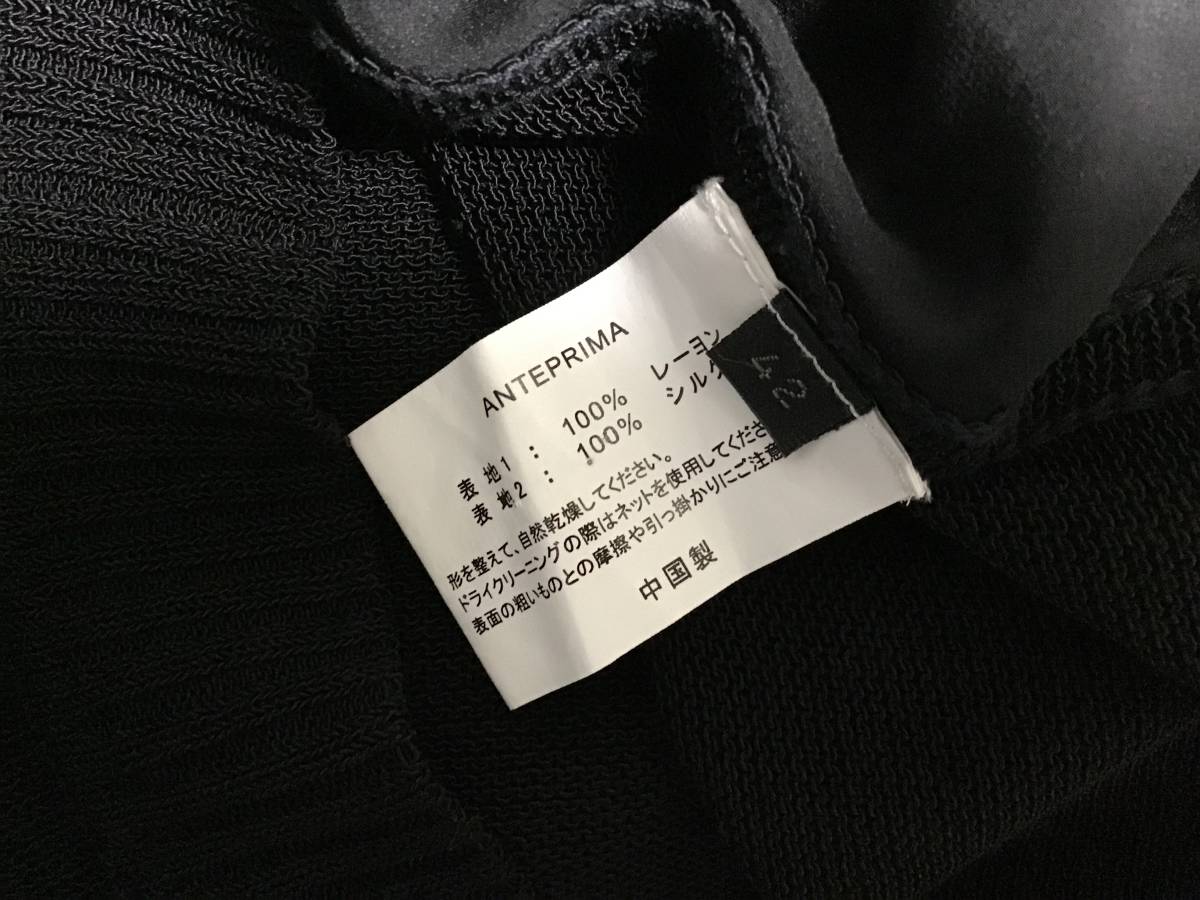 ANTEPRIMA
表 地1 : 100% レーヨン
表 地2 : 100% シルク
形を整えて、自然乾燥してください。
ドライクリーニングの際はネットを使用してくださ
表面の粗いものとの摩擦や引っ掛かりにご注意
中国製
42